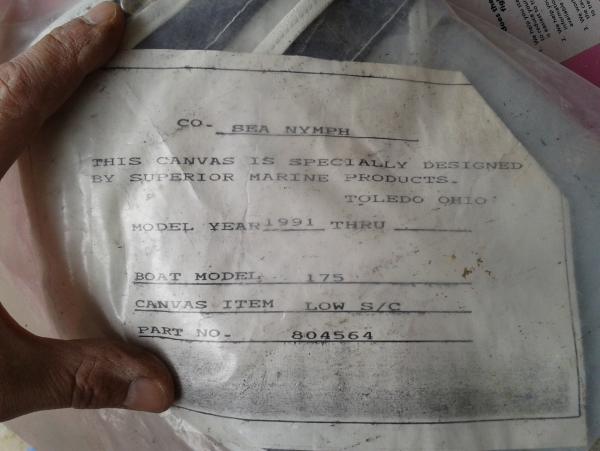 CO. SEA NYMPH
THIS CANVAS IS SPECIALLY DESIGNED
BY SUPERIOR MARINE PRODUCTS.
TOLEDO OHIO
MODEL YEAR 1991 THRU
BOAT MODEL 175
CANVAS ITEM LOW S/C
PART NO. 804564